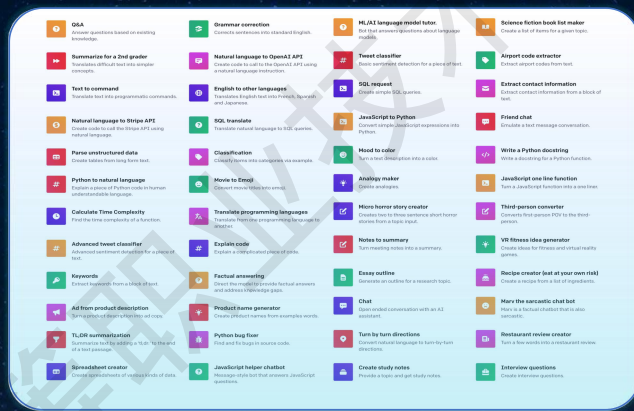 Q&A
Answer questions based on existing
knowledge.
Summarize for a 2nd grader
Translates difficult text into simpler
concepts.
Text to command
Translate text into programmatic commands.
Natural language to Stripe API
Create code to call the Stripe API using
natural language.
Parse unstructured data
Create tables from long form text.
Python to natural language
Explain a piece of Python code in human
understandable language.
Calculate Time Complexity
Find the time complexity of a function.
Advanced tweet classifier
Advanced sentiment detection for a piece of
text.
Keywords
Extract keywords from a block of text.
Ad from product description
Turn a product description into ad copy.
TL;DR summarization
Summarize text by adding a 'tl;dr:' to the end
of a text passage.
Spreadsheet creator
Create spreadsheets of various kinds of data.
Grammar correction
Corrects sentences into standard English.
Natural language to OpenAI API
Create code to call to the OpenAI API using
a natural language instruction.
English to other languages
Translates English text into French, Spanish
and Japanese.
SQL translate
Translate natural language to SQL queries.
Classification
Classify items into categories via example.
Movie to Emoji
Convert movie titles into emoji.
Translate programming languages
Translate from one programming language to
another.
Explain code
Explain a complicated piece of code.
Factual answering
Direct the model to provide factual answers
and address knowledge gaps.
Product name generator
Create product names from examples words.
Python bug fixer
Find and fix bugs in source code.
JavaScript helper chatbot
Message-style bot that answers JavaScript
questions.
ML/AI language model tutor
Bot that answers questions about language
models.
Tweet classifier
Basic sentiment detection for a piece of text.
SQL request
Create simple SQL queries.
JavaScript to Python
Convert simple JavaScript expressions into
Python.
Mood to color
Turn a text description into a color.
Analogy maker
Create analogies.
Micro horror story creator
Creates two to three sentence short horror
stories from a topic input.
Notes to summary
Turn meeting notes into a summary.
Essay outline
Generate an outline for a research topic.
Chat
Open ended conversation with an AI
assistant.
Turn by turn directions
Convert natural language to turn-by-turn
directions.
Create study notes
Provide a topic and get study notes.
Science fiction book list maker
Create a list of items for a given topic.
Airport code extractor
Extract airport codes from text.
Extract contact information
Extract contact information from a block of
text.
Friend chat
Emulate a text message conversation.
Write a Python docstring
Write a docstring for a Python function.
JavaScript one line function
Turn a JavaScript function into a one liner.
Third-person converter
Converts first-person POV to the third-
person.
VR fitness idea generator
Create ideas for fitness and virtual reality
games.
Recipe creator (eat at your own risk)
Create a recipe from a list of ingredients.
Marv the sarcastic chat bot
Marv is a factual chatbot that is also
sarcastic.
Restaurant review creator
Turn a few words into a restaurant review.
Interview questions
Create interview questions.